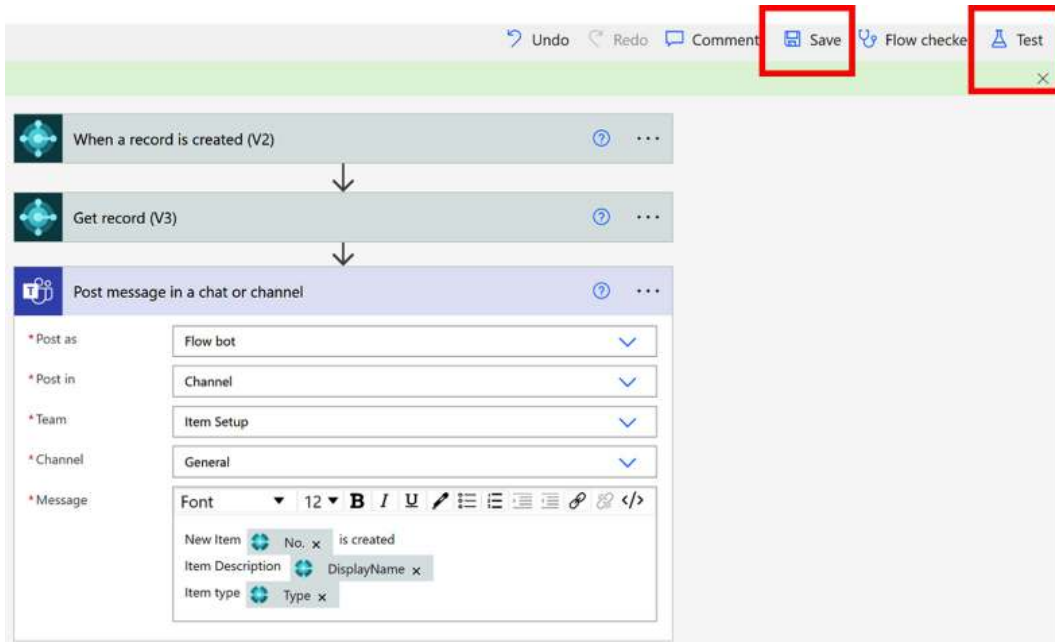 Undo Redo Comment Save Flow checke Test
When a record is created (V2)
Get record (V3)
Post message in a chat or channel
*Post as Flow bot
*Post in Channel
*Team Item Setup
*Channel General
*Message Font 12 B I U </>
New Item No. x is created
Item Description DisplayName x
Item type Type x